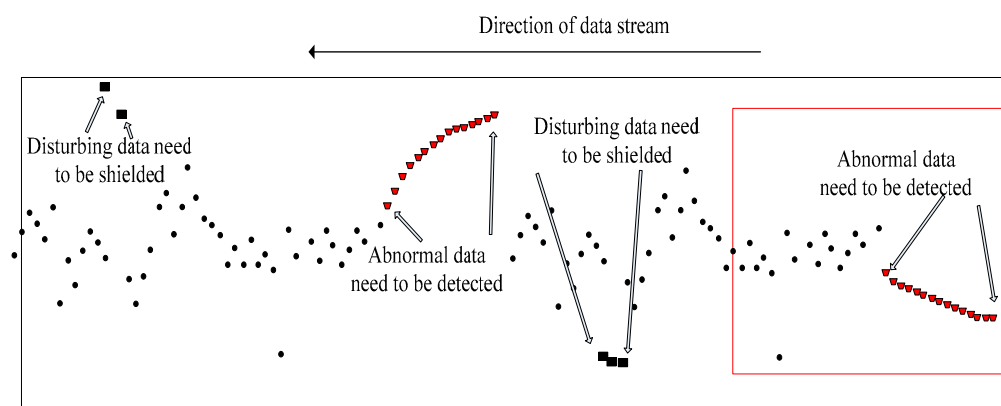 Direction of data stream
Disturbing data need
to be shielded
Abnormal data
need to be detected
Disturbing data need
to be shielded
Abnormal data
need to be detected